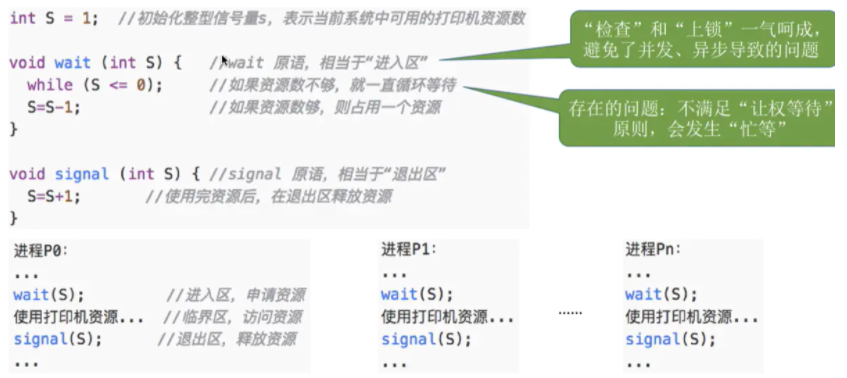 int S = 1;  //初始化整型信号量s，表示当前系统中可用的打印机资源数
void wait (int S) {   //wait 原语，相当于“进入区”
while (S <= 0);      //如果资源数不够，就一直循环等待
S=S-1;              //如果资源数够，则占用一个资源
}
void signal (int S) { //signal 原语，相当于“退出区”
S=S+1;       //使用完资源后，在退出区释放资源
}
“检查”和“上锁”一气呵成，
避免了并发、异步导致的问题
存在的问题：不满足“让权等待”
原则，会发生“忙等”
进程P0:
...
wait(S);         //进入区，申请资源
使用打印机资源...  //临界区，访问资源
signal(S);       //退出区，释放资源
...
进程P1:
...
wait(S);
使用打印机资源...
signal(S);
...
......
进程Pn:
...
wait(S);
使用打印机资源...
signal(S);
...